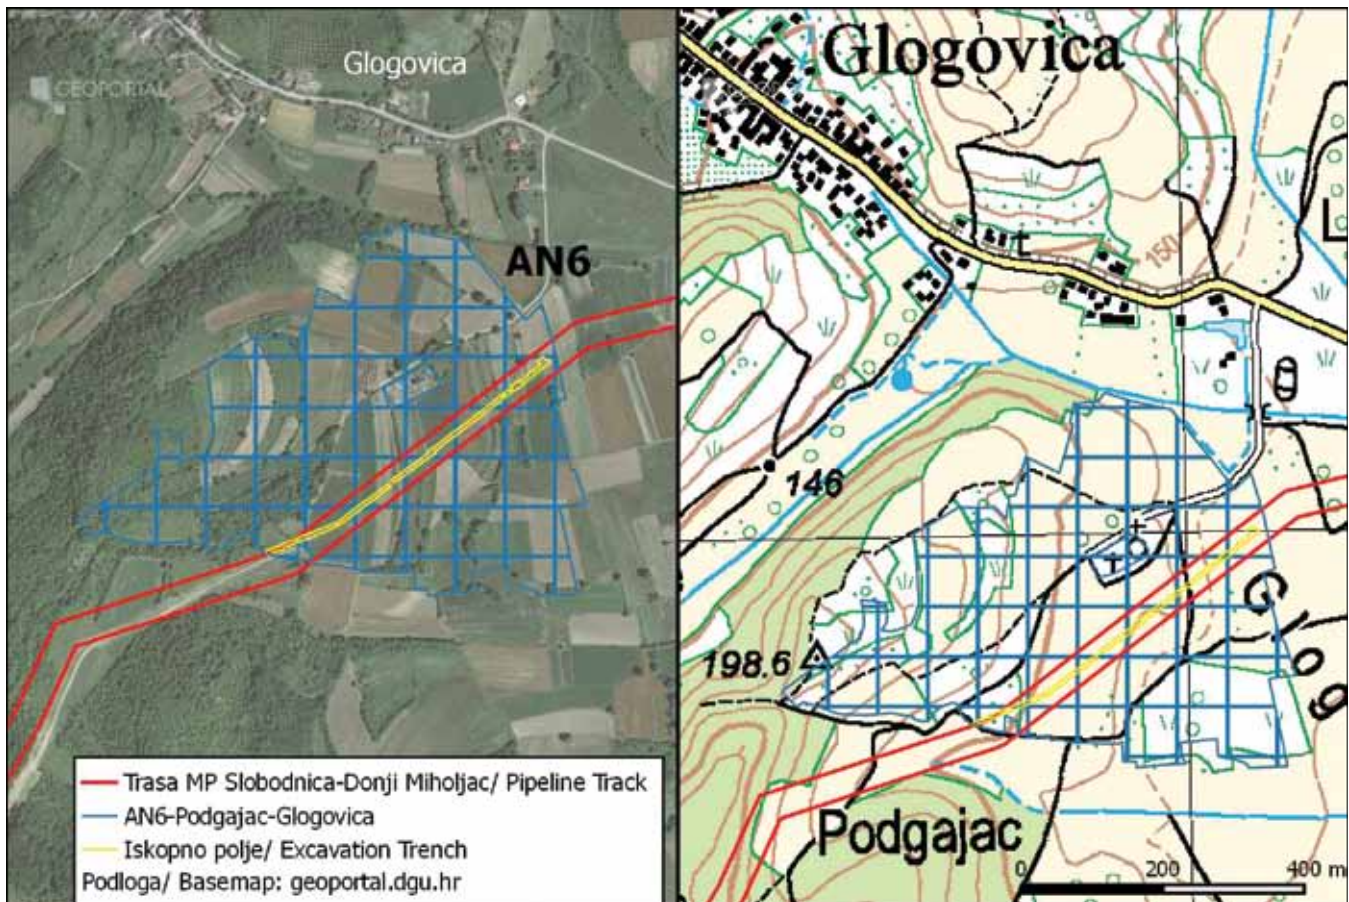 Glogovica
GEOPORTAL
AN6
Trasa MP Slobodnica-Donji Miholjac/ Pipeline Track
AN6-Podgajac-Glogovica
Iskopno polje/ Excavation Trench
Podloga/ Basemap: geoportal.dgu.hr
Glogovica
150
L
146
T
198.6
Glog
Podgajac
0 200 400 m